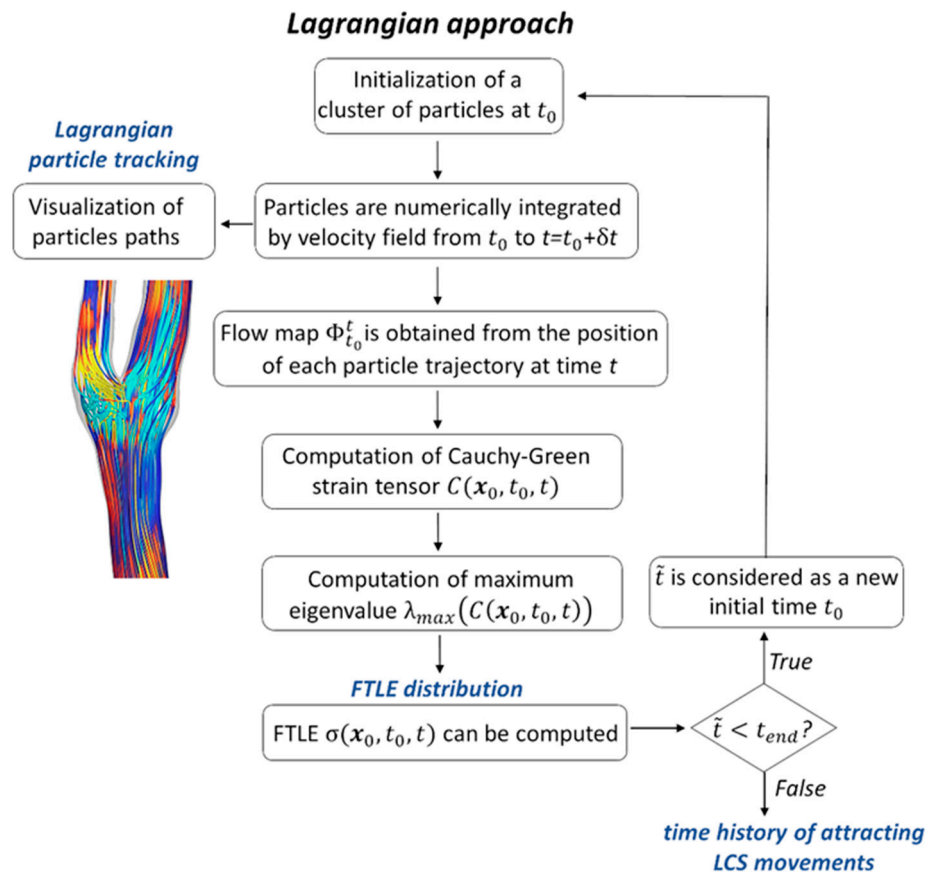 Lagrangian approach
Initialization of a
cluster of particles at t₀
Lagrangian
particle tracking
Visualization of
particles paths
Particles are numerically integrated
by velocity field from t₀ to t=t₀+δt
Flow map Φᵗₜ₀ is obtained from the position
of each particle trajectory at time t
Computation of Cauchy-Green
strain tensor C(x₀, t₀, t)
Computation of maximum
eigenvalue λₘₐₓ(C(x₀, t₀, t))
FTLE distribution
FTLE σ(x₀, t₀, t) can be computed
t̃ < t_end?
True
t̃ is considered as a new
initial time t₀
False
time history of attracting
LCS movements